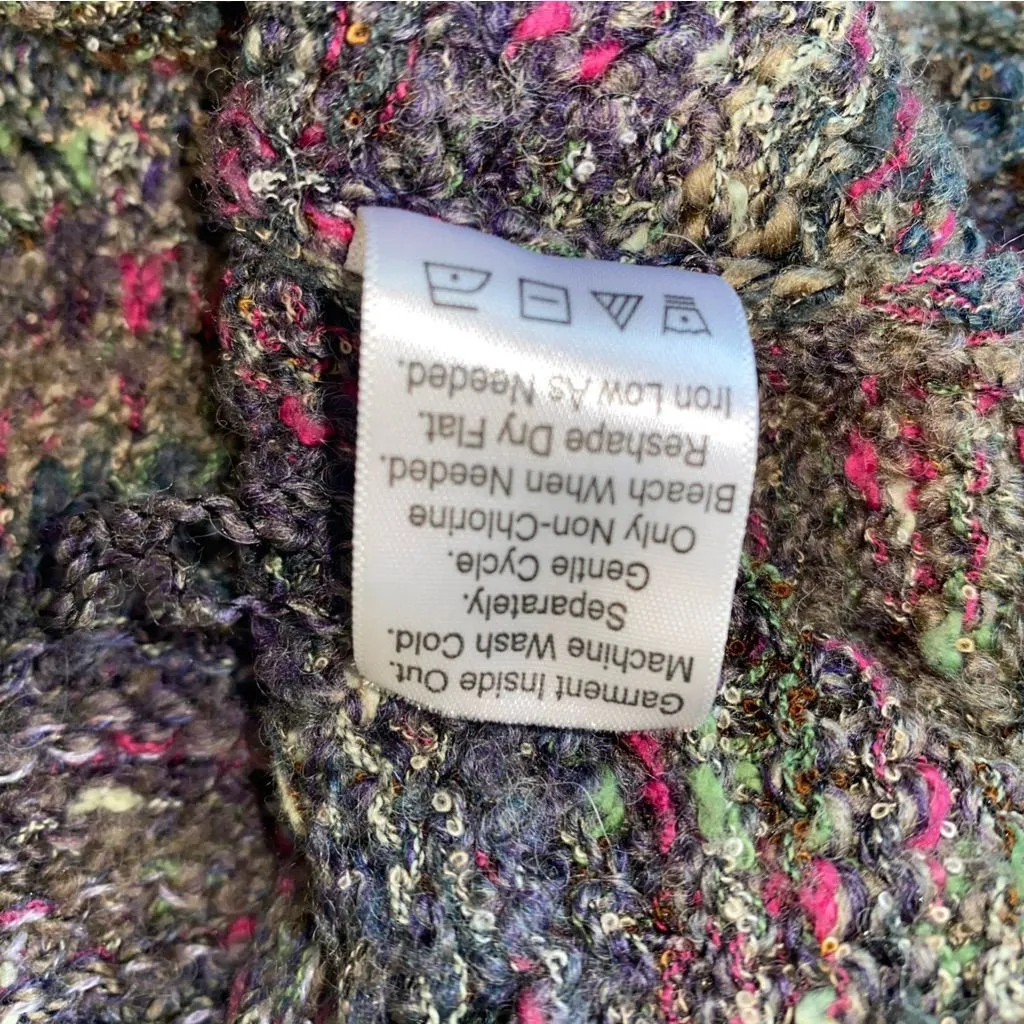 Garment Inside Out.
Machine Wash Cold.
Separately.
Gentle Cycle.
Only Non-Chlorine
Bleach When Needed.
Reshape Dry Flat.
Iron Low As Needed.